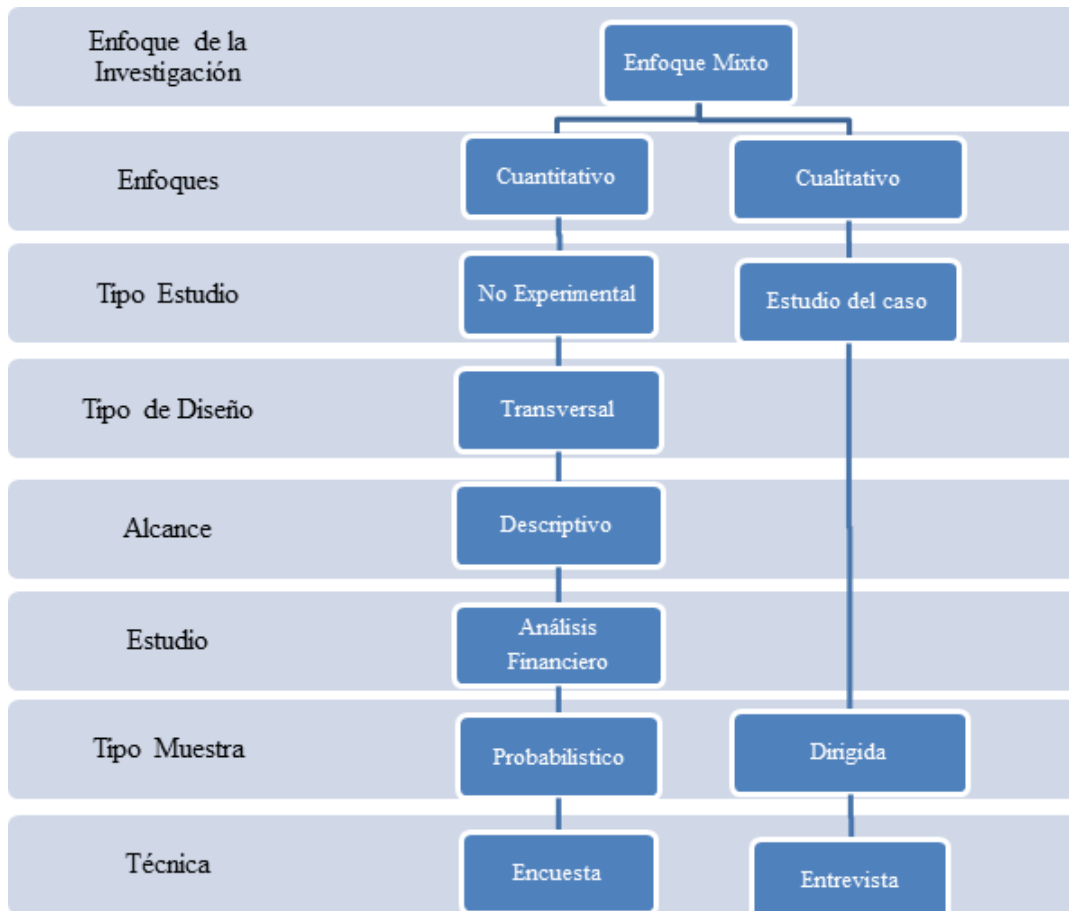 Enfoque de la
Investigación
Enfoque Mixto
Enfoques
Cuantitativo
Cualitativo
Tipo Estudio
No Experimental
Estudio del caso
Tipo de Diseño
Transversal
Alcance
Descriptivo
Estudio
Análisis
Financiero
Tipo Muestra
Probabilistico
Dirigida
Técnica
Encuesta
Entrevista